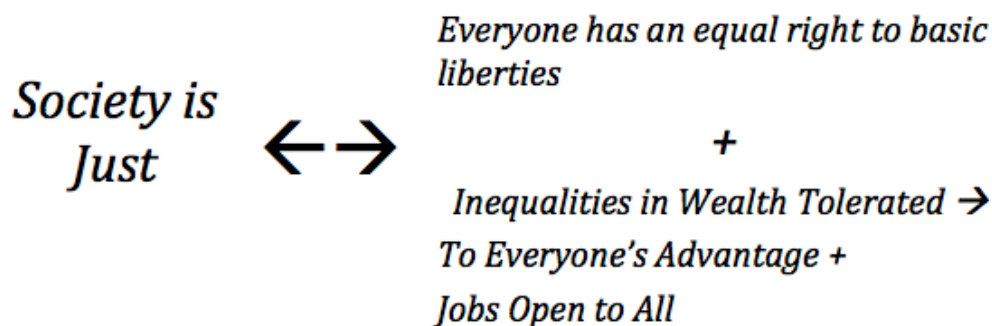 Everyone has an equal right to basic
liberties
Society is
Just
←→
+
Inequalities in Wealth Tolerated →
To Everyone's Advantage +
Jobs Open to All